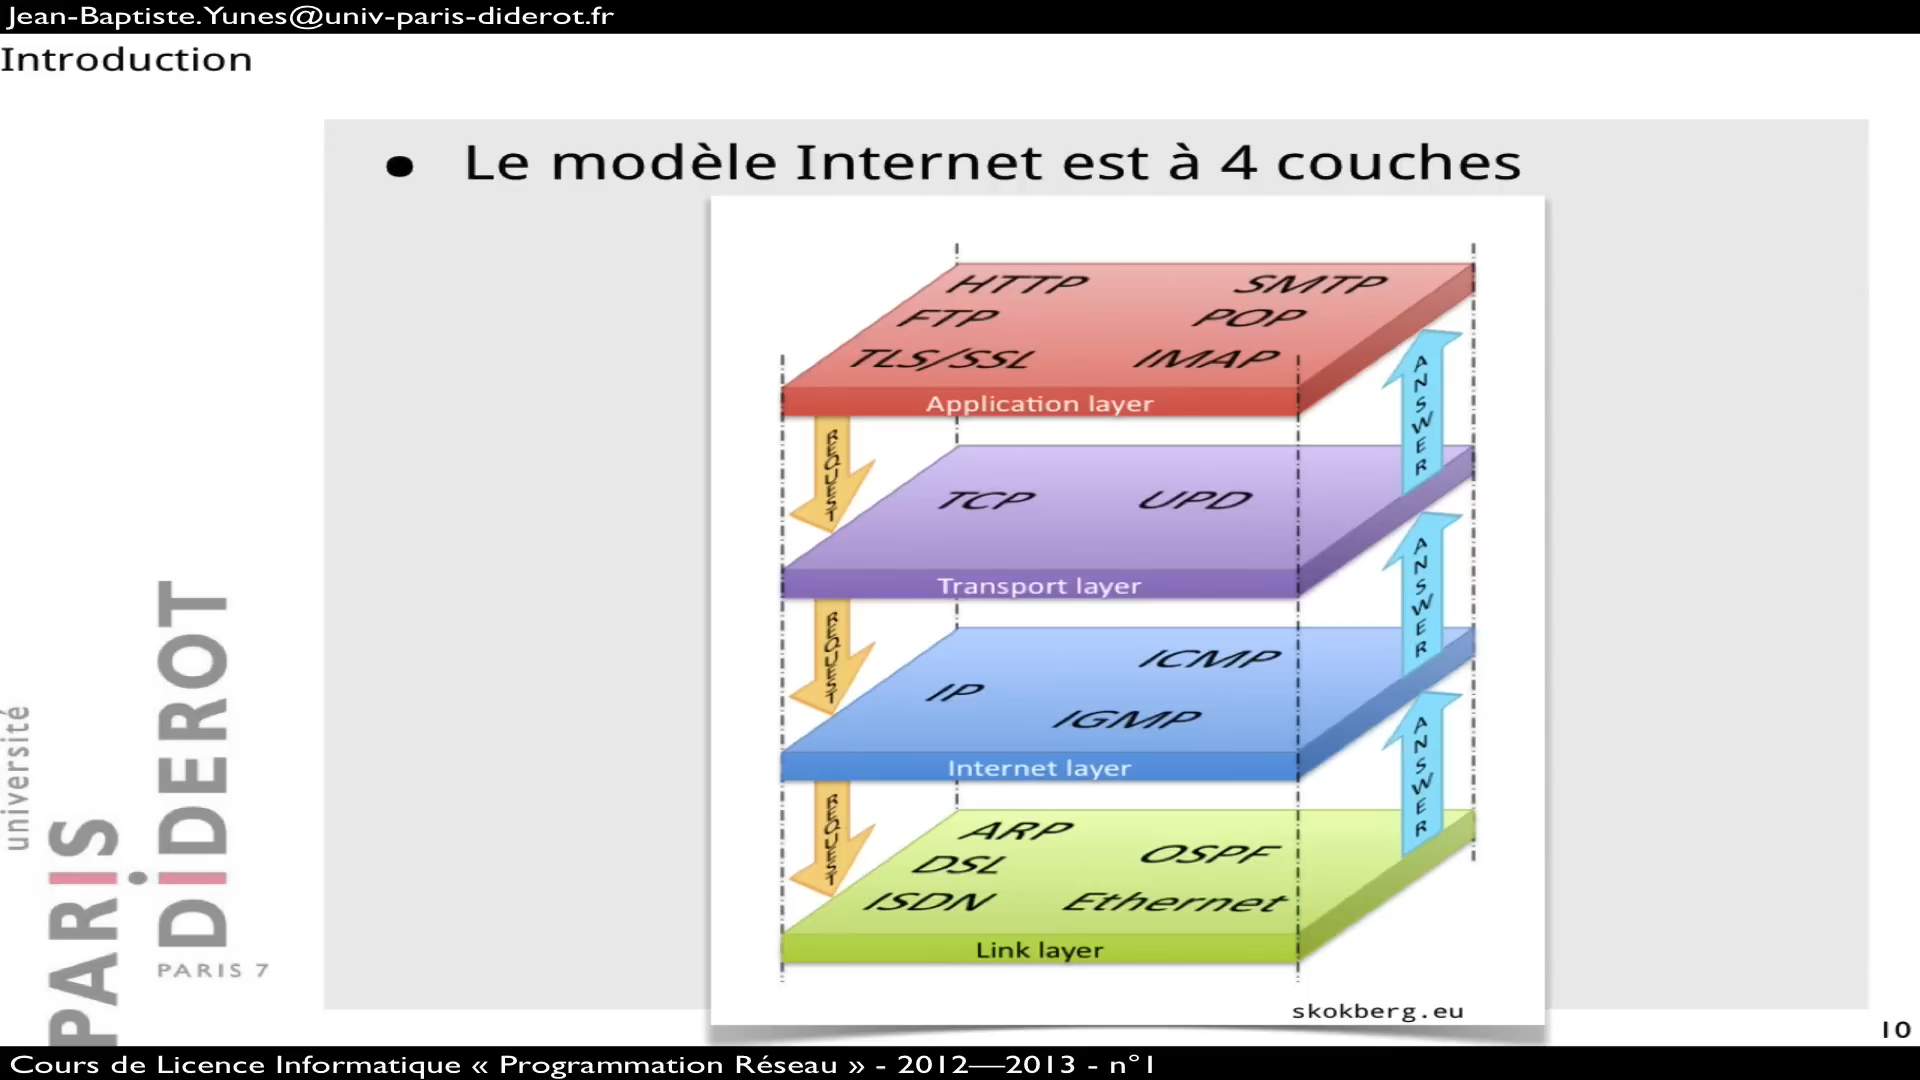 Jean-Baptiste.Yunes@univ-paris-diderot.fr
Introduction
• Le modèle Internet est à 4 couches
HTTP SMTP
FTP POP
TLS/SSL IMAP
Application layer
REQUEST
ANSWER
TCP UPD
Transport layer
REQUEST
ANSWER
ICMP
IP
IGMP
Internet layer
REQUEST
ANSWER
ARP
OSPF
DSL
ISDN Ethernet
Link layer
skokberg.eu
université
PARIS
DIDEROT
PARIS 7
10
Cours de Licence Informatique « Programmation Réseau » - 2012—2013 - n°1